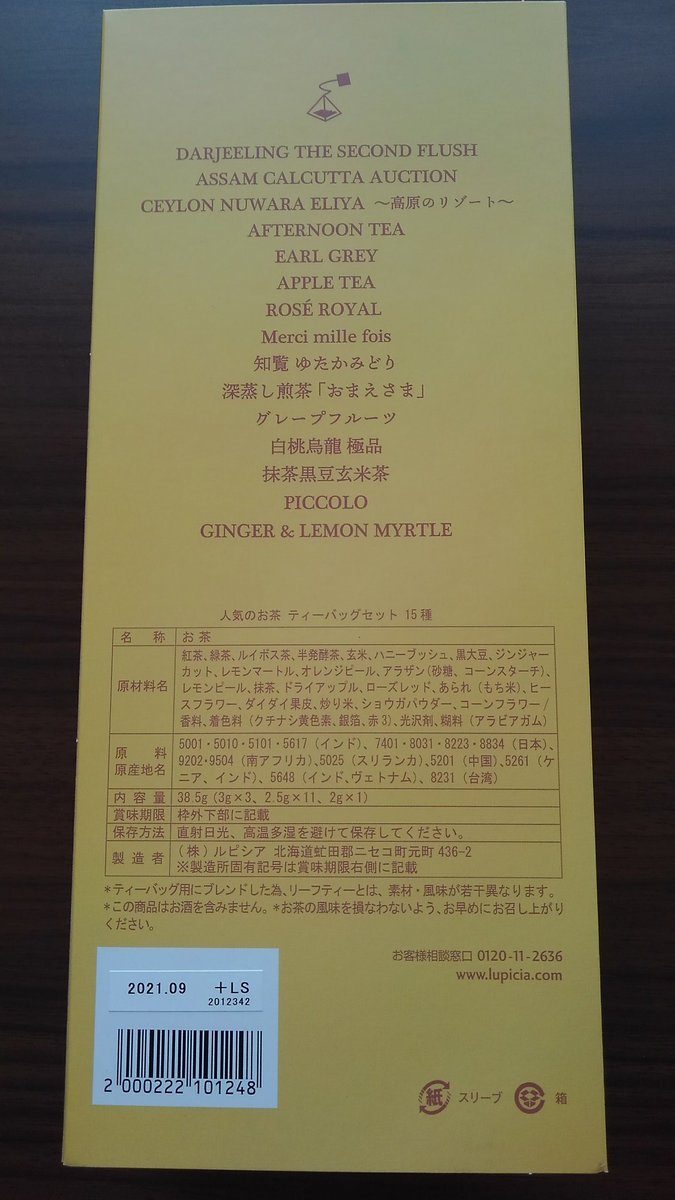 DARJEELING THE SECOND FLUSH
ASSAM CALCUTTA AUCTION
CEYLON NUWARA ELIYA ～高原のリゾート～
AFTERNOON TEA
EARL GREY
APPLE TEA
ROSÉ ROYAL
Merci mille fois
知覧 ゆたかみどり
深蒸し煎茶「おまえさま」
グレープフルーツ
白桃烏龍 極品
抹茶黒豆玄米茶
PICCOLO
GINGER & LEMON MYRTLE
人気のお茶 ティーバッグセット 15種
名 称 お茶
原材料名 紅茶、緑茶、ルイボス茶、半発酵茶、玄米、ハニーブッシュ、黒大豆、ジンジャー
カット、レモンマートル、オレンジピール、アラザン(砂糖、コーンスターチ)、
レモンピール、抹茶、ドライアップル、ローズレッド、あられ(もち米)、ヒー
スフラワー、ダイダイ果皮、炒り米、ショウガパウダー、コーンフラワー/
香料、着色料(クチナシ黄色素、銀箔、赤3)、光沢剤、糊料(アラビアガム)
原 料
原産地名
5001・5010・5101・5617(インド)、7401・8031・8223・8834(日本)、
9202・9504(南アフリカ)、5025(スリランカ)、5201(中国)、5261(ケ
ニア、インド)、5648(インド、ヴェトナム)、8231(台湾)
内容量 38.5g(3g×3、2.5g×11、2g×1)
賞味期限 枠外下部に記載
保存方法 直射日光、高温多湿を避けて保存してください。
製造者 (株)ルピシア 北海道虻田郡ニセコ町元町436-2
※製造所固有記号は賞味期限右側に記載
*ティーバッグ用にブレンドした為、リーフティーとは、素材・風味が若干異なります。
*この商品はお酒を含みません。*お茶の風味を損なわないよう、お早めにお召し上がり
ください。
お客様相談窓口 0120-11-2636
www.lupicia.com
2021.09 +LS
2012342
2 000222 101248
紙 スリーブ 箱